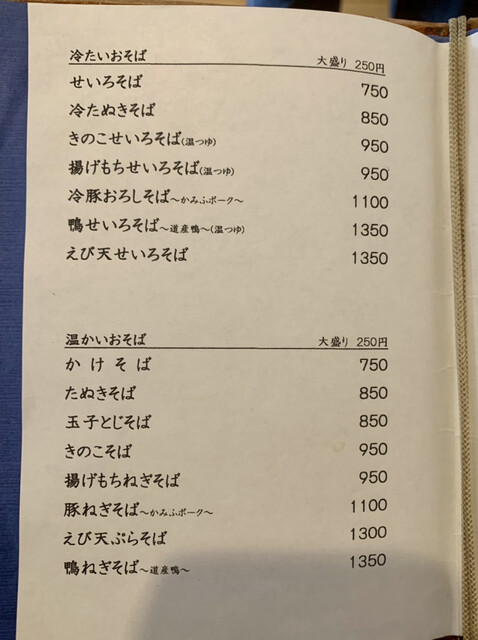 冷たいおそば 大盛り 250円
せいろそば 750
冷たぬきそば 850
きのこせいろそば(温つゆ) 950
揚げもちせいろそば(温つゆ) 950
冷豚おろしそば～かみふポーク～ 1100
鴨せいろそば～道産鴨～(温つゆ) 1350
えび天せいろそば 1350
温かいおそば 大盛り 250円
かけそば 750
たぬきそば 850
玉子とじそば 850
きのこそば 950
揚げもちねぎそば 950
豚ねぎそば～かみふポーク～ 1100
えび天ぷらそば 1300
鴨ねぎそば～道産鴨～ 1350